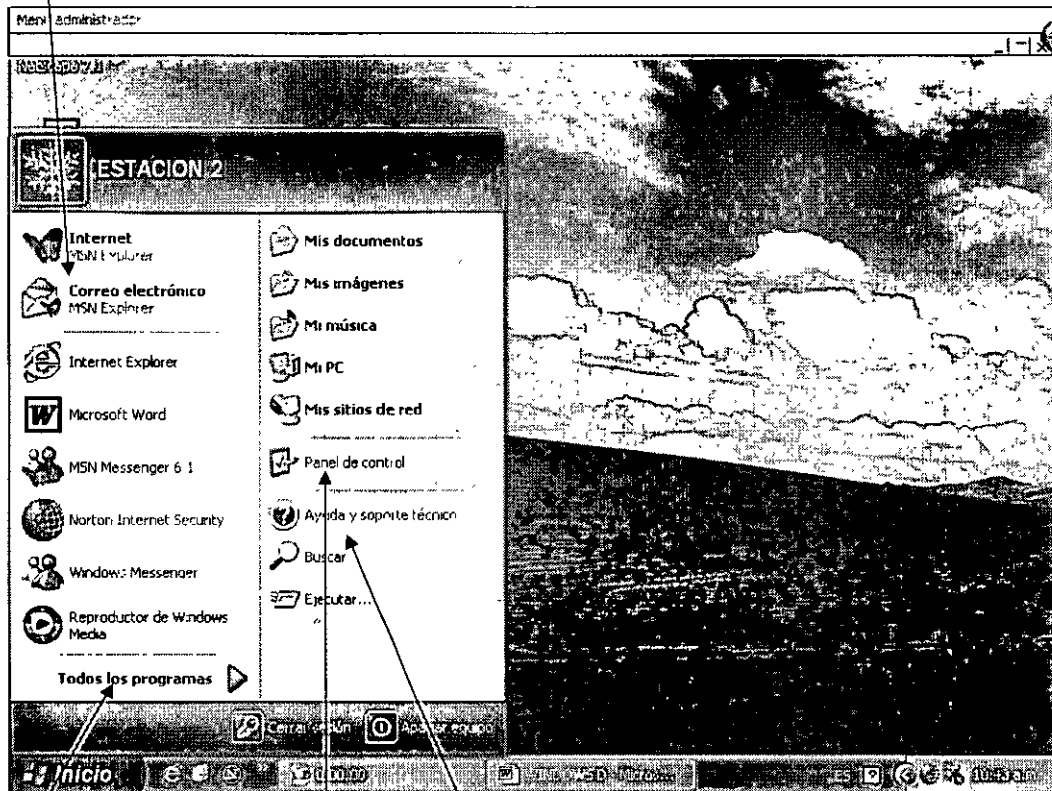 Menú administrador
ESTACION 2
Internet
MSN Explorer
Correo electrónico
MSN Explorer
Internet Explorer
Microsoft Word
MSN Messenger 6.1
Norton Internet Security
Windows Messenger
Reproductor de Windows
Media
Todos los programas
Mis documentos
Mis imágenes
Mi música
Mi PC
Mis sitios de red
Panel de control
Ayuda y soporte técnico
Buscar
Ejecutar...
Cerrar sesión
Apagar equipo
Inicio